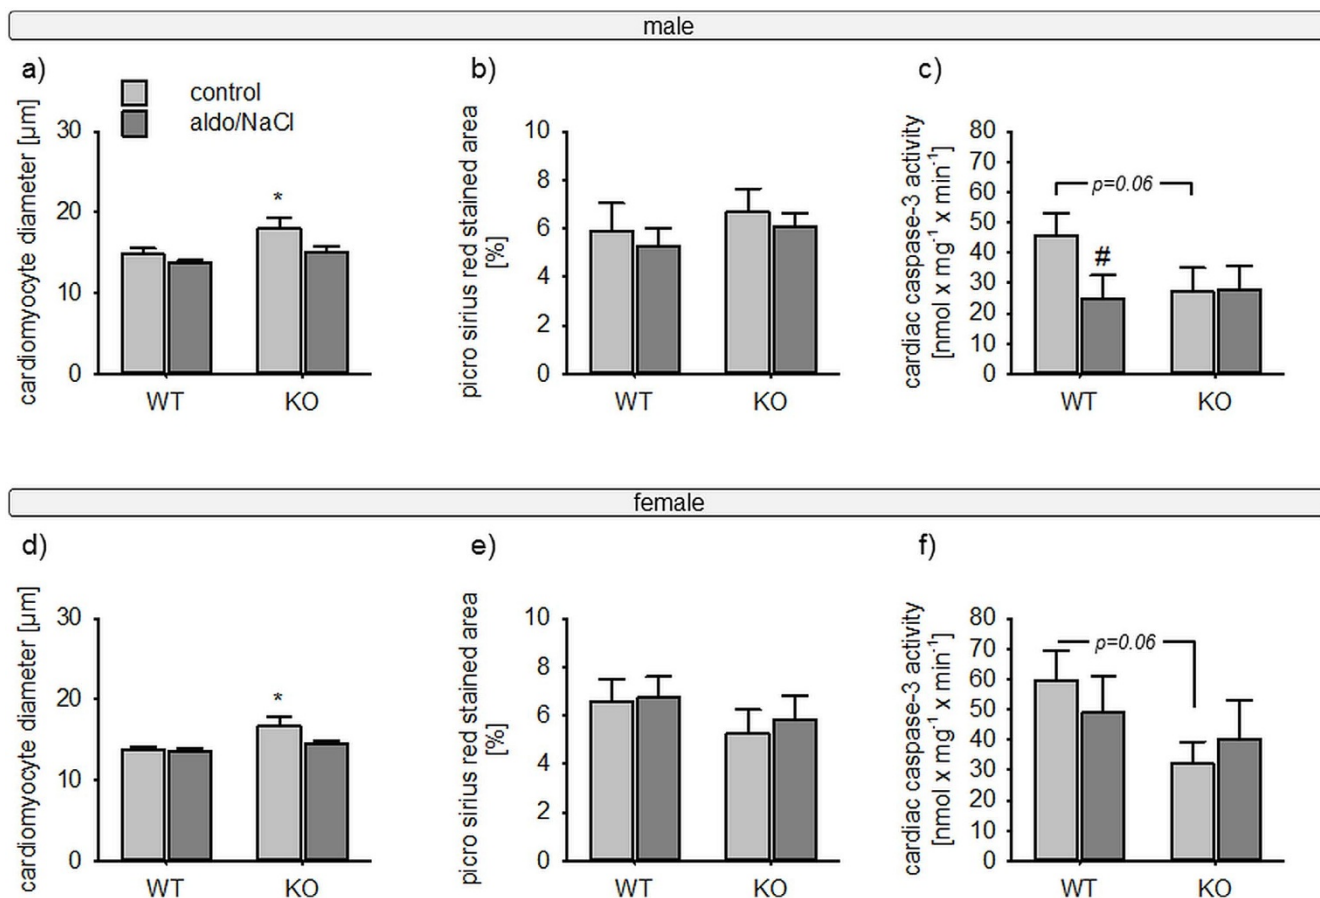 male
a)
control
aldo/NaCl
cardiomyocyte diameter [µm]
30
20
10
0
*
WT
KO
b)
picro sirius red stained area
[%]
10
8
6
4
2
0
WT
KO
c)
cardiac caspase-3 activity
[nmol x mg⁻¹ x min⁻¹]
80
70
60
50
40
30
20
10
0
p=0.06
#
WT
KO
female
d)
cardiomyocyte diameter [µm]
30
20
10
0
*
WT
KO
e)
picro sirius red stained area
[%]
10
8
6
4
2
0
WT
KO
f)
cardiac caspase-3 activity
[nmol x mg⁻¹ x min⁻¹]
80
70
60
50
40
30
20
10
0
p=0.06
WT
KO